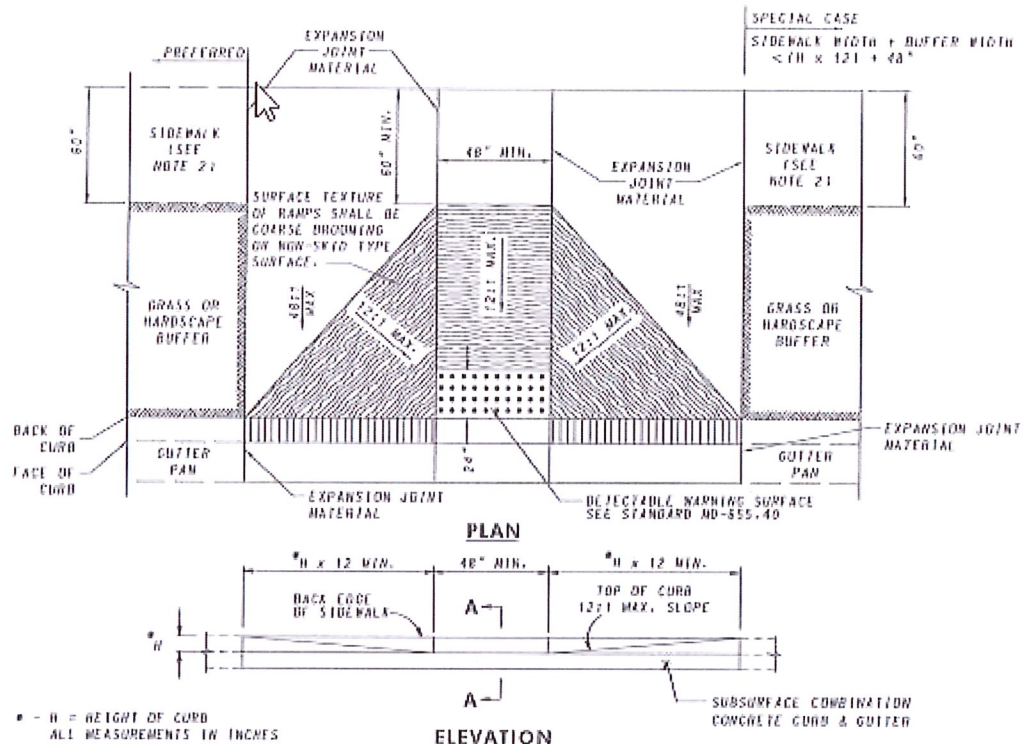 SPECIAL CASE
SIDEWALK WIDTH + BUFFER WIDTH
< (H x 12) + 48"
PREFERRED
EXPANSION
JOINT
MATERIAL
60"
SIDEWALK
(SEE
NOTE 2)
60" MIN.
48" MIN.
EXPANSION
JOINT
MATERIAL
SIDEWALK
(SEE
NOTE 2)
60"
SURFACE TEXTURE
OF RAMPS SHALL BE
COARSE BROOMING
OR NON-SKID TYPE
SURFACE.
GRASS OR
HARDSCAPE
BUFFER
48:1
MAX
12:1 MAX.
12:1 MAX.
12:1 MAX.
48:1
MAX
GRASS OR
HARDSCAPE
BUFFER
BACK OF
CURB
FACE OF
CURB
GUTTER
PAN
24"
GUTTER
PAN
EXPANSION JOINT
MATERIAL
EXPANSION JOINT
MATERIAL
DETECTABLE WARNING SURFACE
SEE STANDARD MD-655.40
PLAN
*H x 12 MIN.
48" MIN.
*H x 12 MIN.
BACK EDGE
OF SIDEWALK
A
TOP OF CURB
12:1 MAX. SLOPE
*H
A
SUBSURFACE COMBINATION
CONCRETE CURB & GUTTER
* - H = HEIGHT OF CURB
ALL MEASUREMENTS IN INCHES
ELEVATION